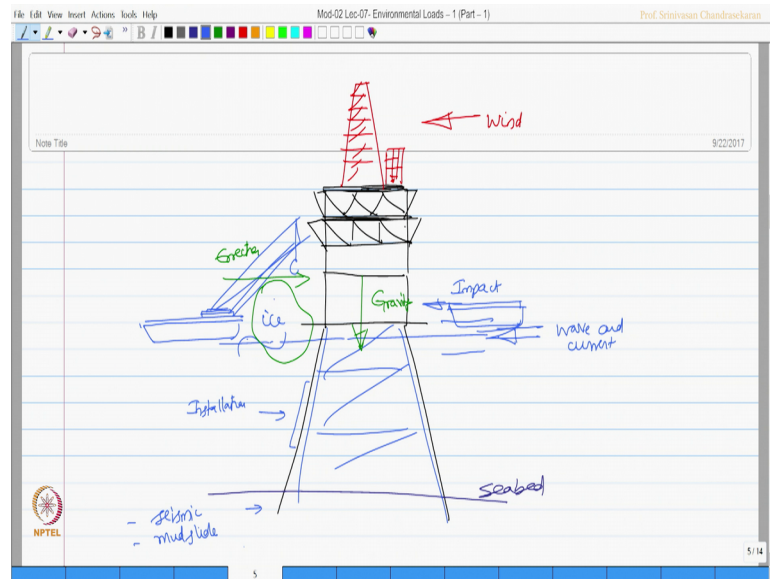 File Edit View Insert Actions Tools Help
Mod-02 Lec-07- Environmental Loads – 1 (Part – 1)
Prof. Srinivasan Chandrasekaran
B I
Note Title
9/22/2017
Wind
Erection
Impact
Gravity
ice
Wave and
current
Installation
Seabed
- seismic
- mudslide
NPTEL
5 / 14
5